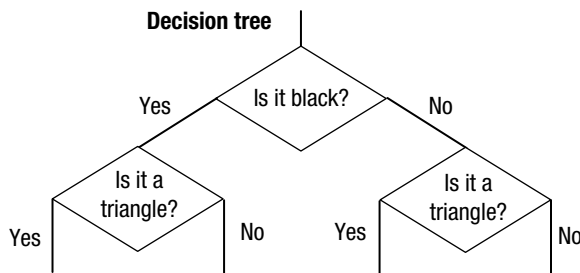 Decision tree
Is it black?
Yes
No
Is it a
triangle?
Is it a
triangle?
Yes
No
Yes
No